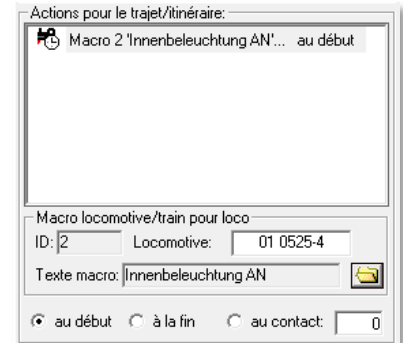 Actions pour le trajet/itinéraire:
Macro 2 'Innenbeleuchtung AN'... au début
Macro locomotive/train pour loco
ID: 2 Locomotive: 01 0525-4
Texte macro: Innenbeleuchtung AN
au début à la fin au contact: 0